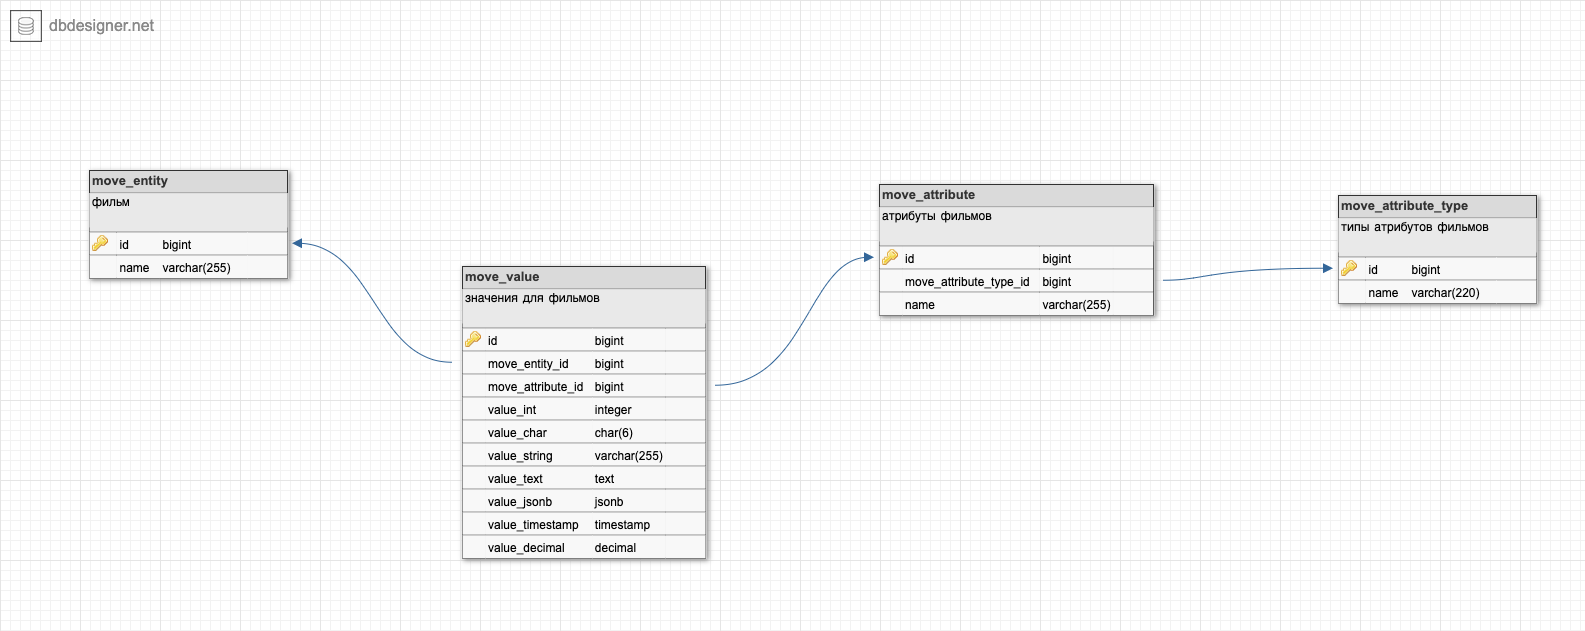 dbdesigner.net
move_entity
фильм
id bigint
name varchar(255)
move_value
значения для фильмов
id bigint
move_entity_id bigint
move_attribute_id bigint
value_int integer
value_char char(6)
value_string varchar(255)
value_text text
value_jsonb jsonb
value_timestamp timestamp
value_decimal decimal
move_attribute
атрибуты фильмов
id bigint
move_attribute_type_id bigint
name varchar(255)
move_attribute_type
типы атрибутов фильмов
id bigint
name varchar(220)